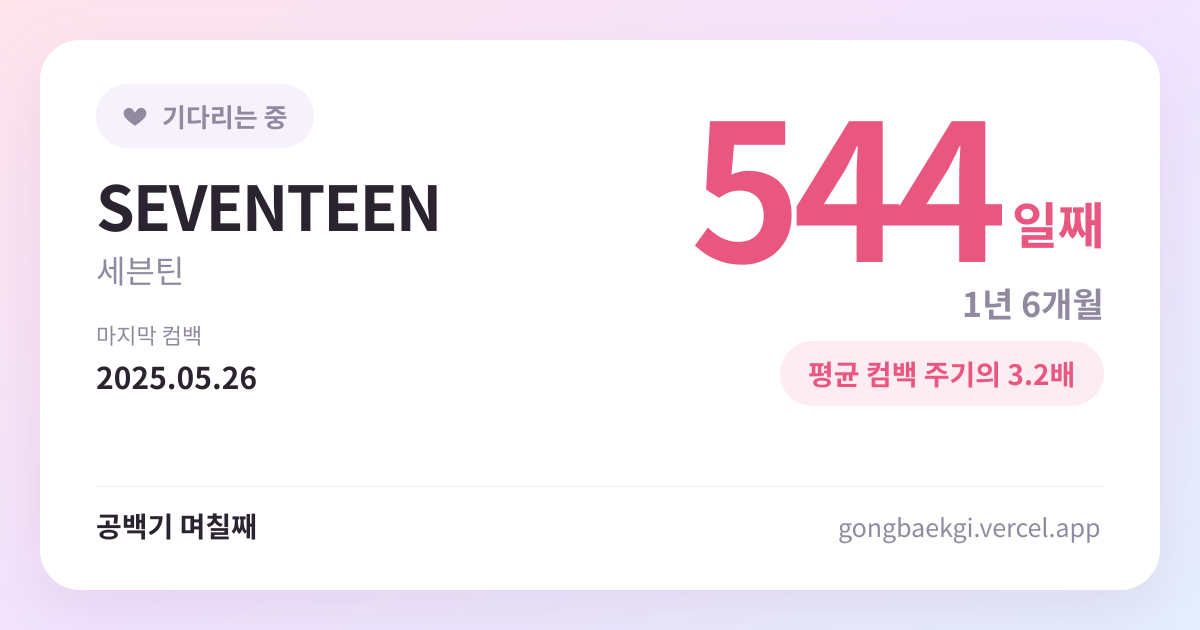 기다리는 중
SEVENTEEN
세븐틴
마지막 컴백
2025.05.26
544 일째
1년 6개월
평균 컴백 주기의 3.2배
공백기 며칠째
gongbaekgi.vercel.app